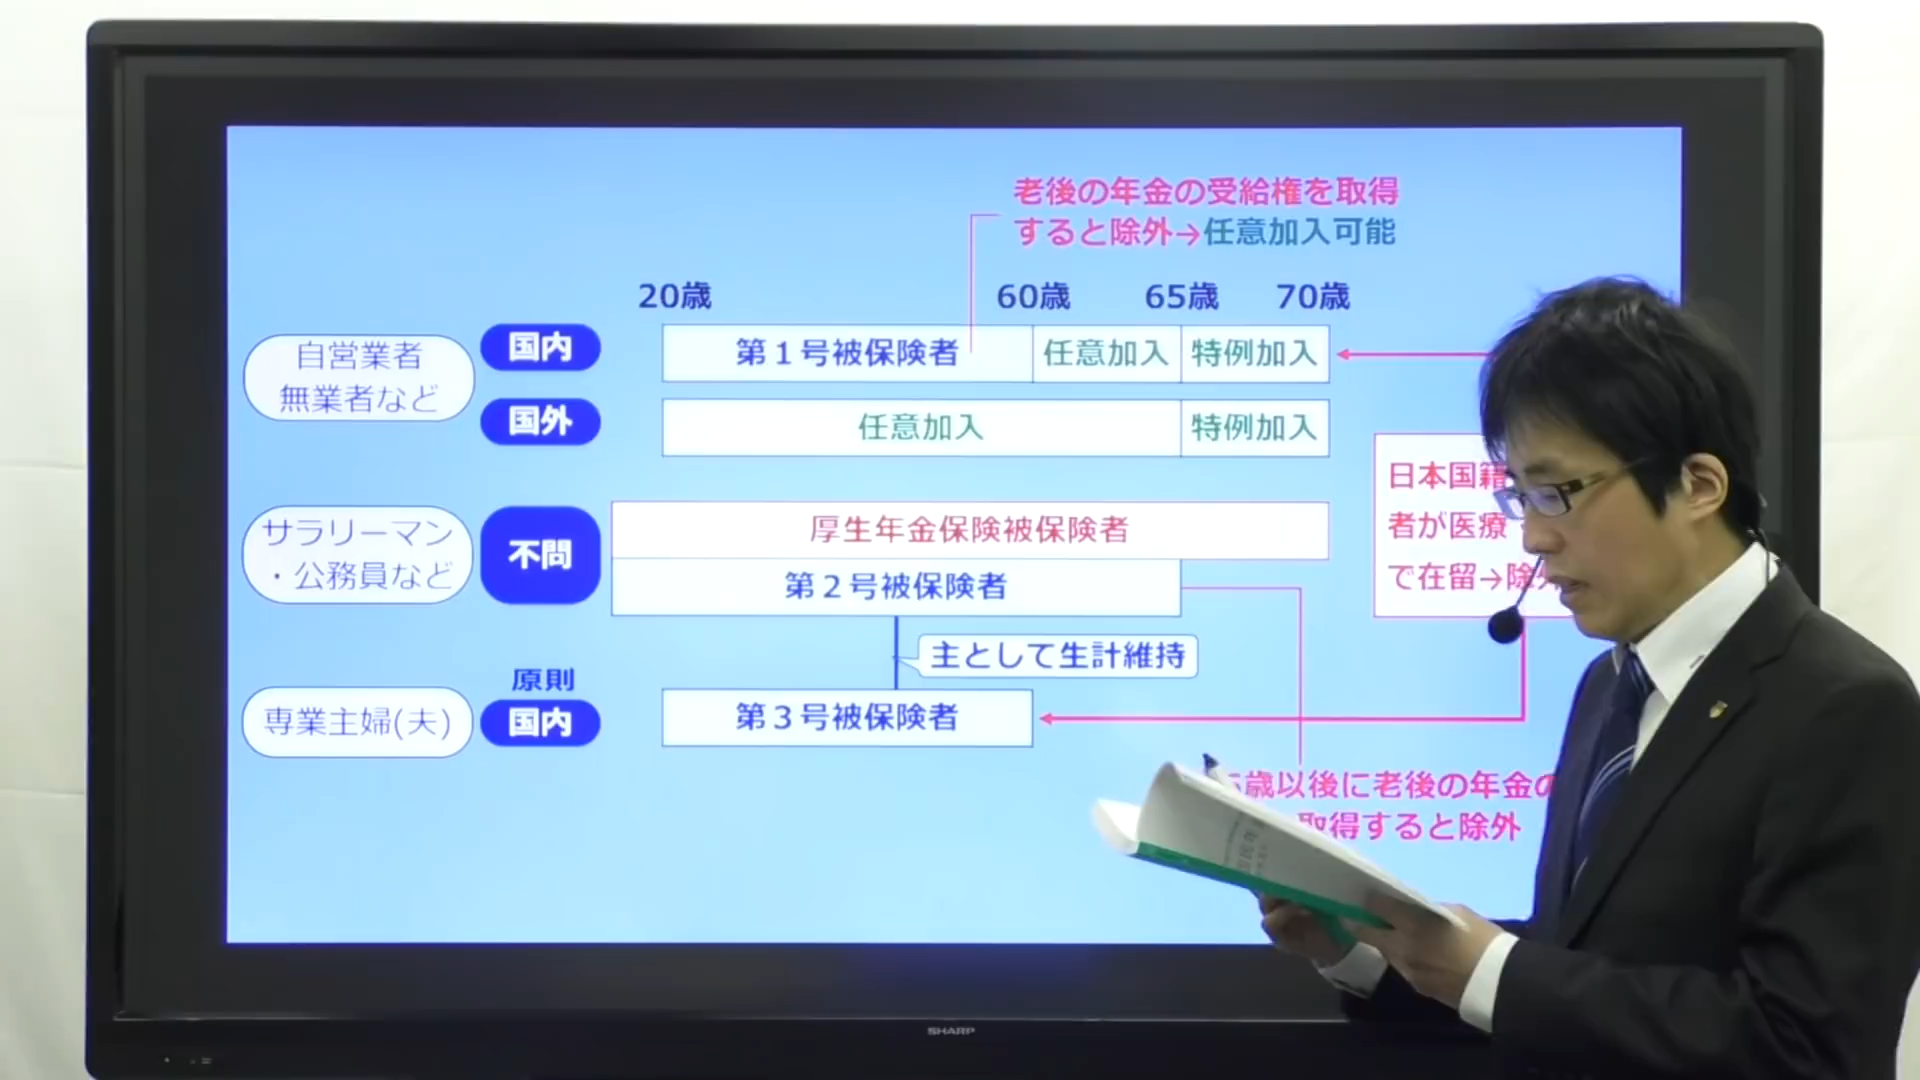 老後の年金の受給権を取得
すると除外→任意加入可能
20歳 60歳 65歳 70歳
自営業者
無業者など
国内
第１号被保険者 任意加入 特例加入
国外
任意加入 特例加入
日本国籍
者が医療
で在留→除外
サラリーマン
・公務員など
不問
厚生年金保険被保険者
第２号被保険者
主として生計維持
専業主婦(夫)
原則
国内
第３号被保険者
歳以後に老後の年金の
取得すると除外
SHARP